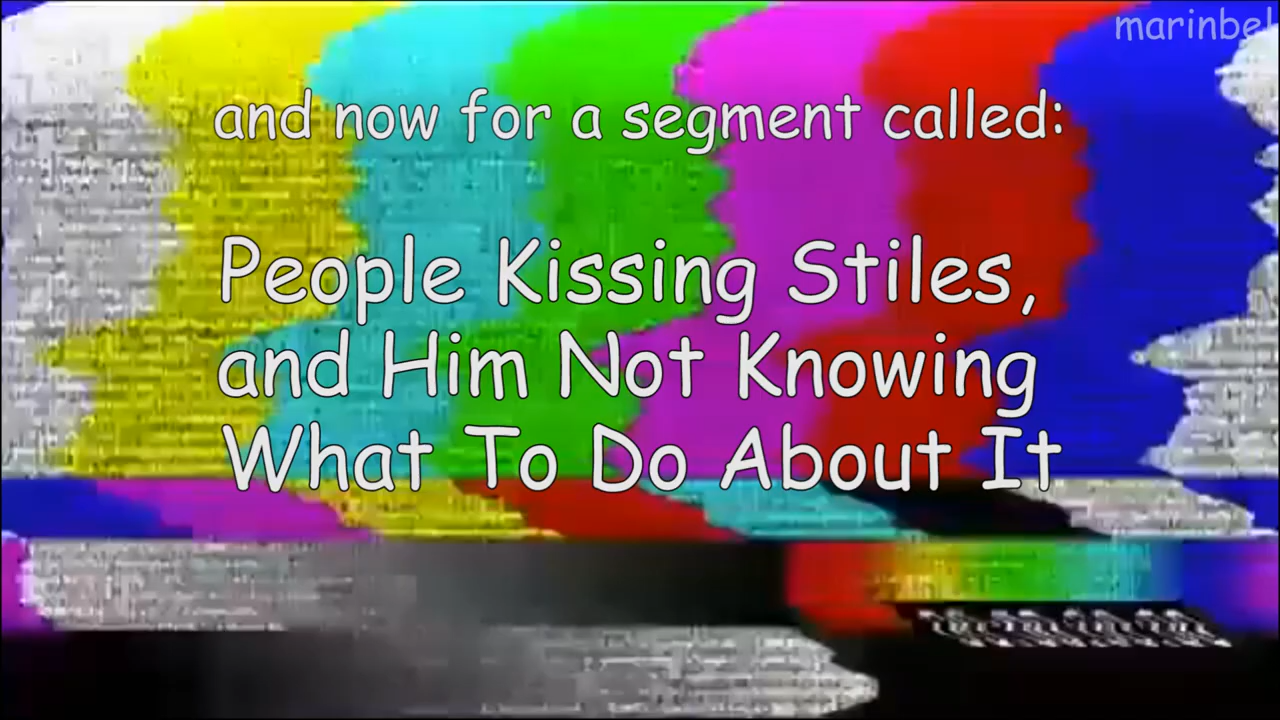 marinbel
and now for a segment called:
People Kissing Stiles,
and Him Not Knowing
What To Do About It